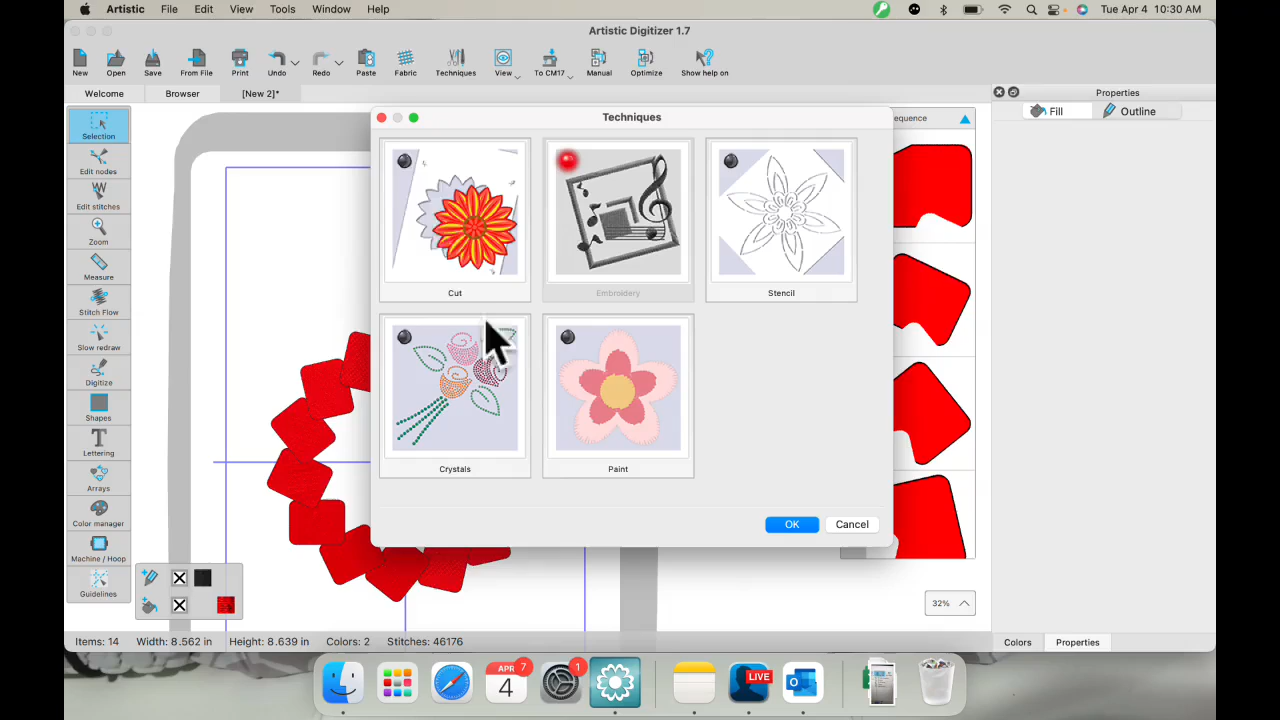 Artistic File Edit View Tools Window Help Tue Apr 4 10:30 AM
Artistic Digitizer 1.7
New Open Save From File Print Undo Redo Paste Fabric Techniques View To CM17 Manual Optimize Show help on
Welcome Browser [New 2]*
Properties
Fill Outline
equence
Techniques
Selection
Edit nodes
Edit stitches
Zoom
Measure
Stitch Flow
Slow redraw
Digitize
Shapes
Lettering
Arrays
Color manager
Machine / Hoop
Guidelines
Cut Embroidery Stencil
Crystals Paint
OK Cancel
32%
Items: 14 Width: 8.562 in Height: 8.639 in Colors: 2 Stitches: 46176
Colors Properties
APR 7
4
1
LIVE